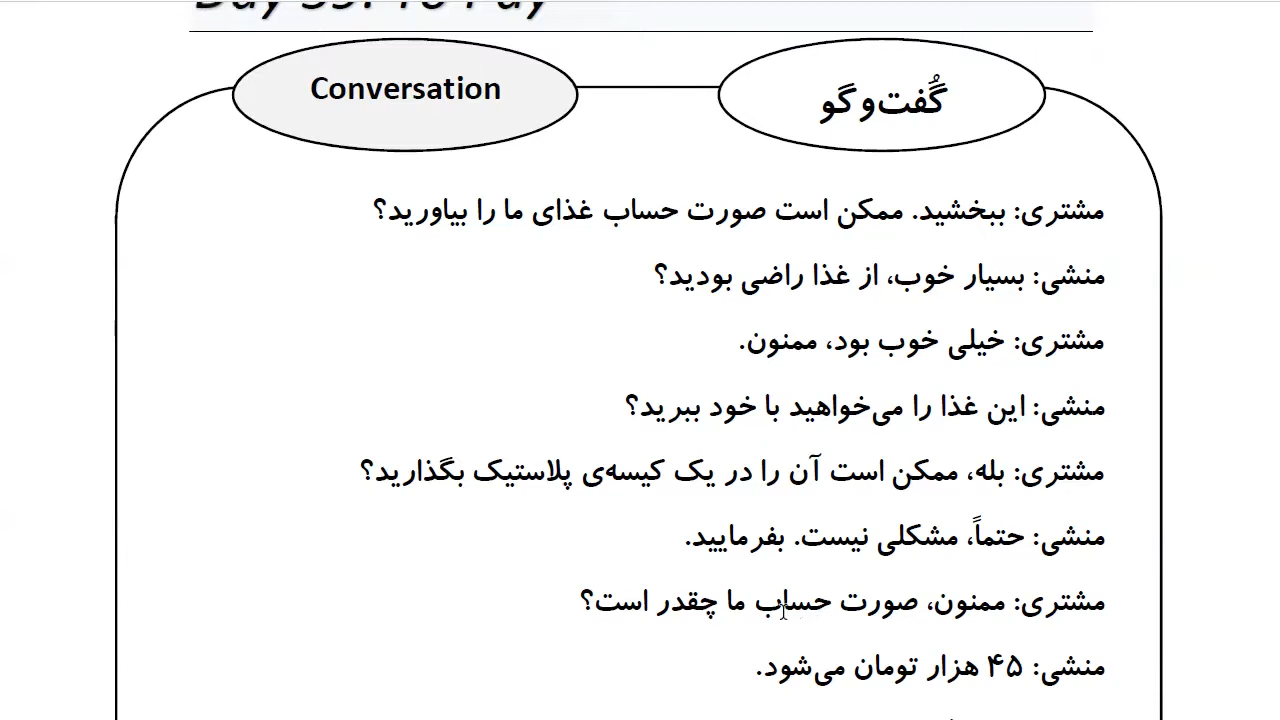 Conversation
گُفت‌وگو
مشتری: ببخشید. ممکن است صورت حساب غذای ما را بیاورید؟
منشی: بسیار خوب، از غذا راضی بودید؟
مشتری: خیلی خوب بود، ممنون.
منشی: این غذا را می‌خواهید با خود ببرید؟
مشتری: بله، ممکن است آن را در یک کیسه‌ی پلاستیک بگذارید؟
منشی: حتماً، مشکلی نیست. بفرمایید.
مشتری: ممنون، صورت حساب ما چقدر است؟
منشی: ۴۵ هزار تومان می‌شود.